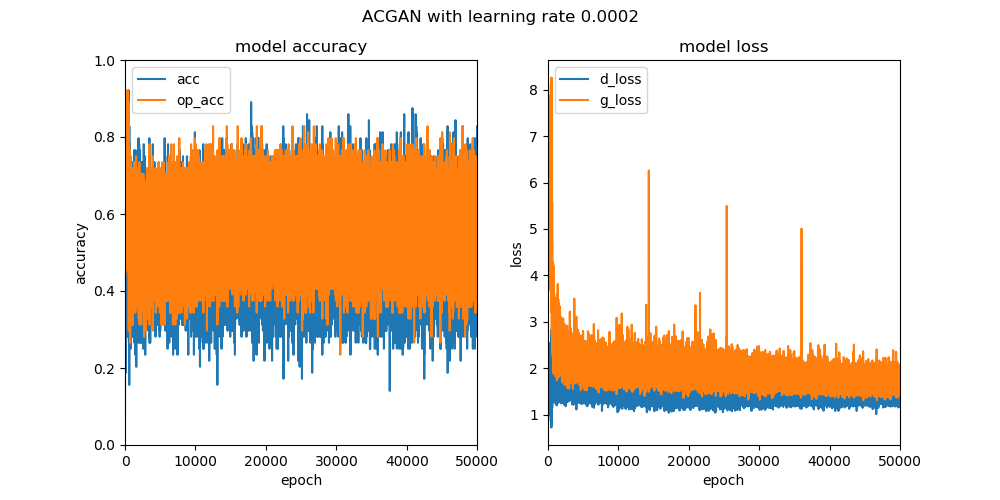 ACGAN with learning rate 0.0002
model accuracy
acc
op_acc
1.0
0.8
0.6
0.4
0.2
0.0
accuracy
0 10000 20000 30000 40000 50000
epoch
model loss
d_loss
g_loss
8
7
6
5
4
3
2
1
loss
0 10000 20000 30000 40000 50000
epoch